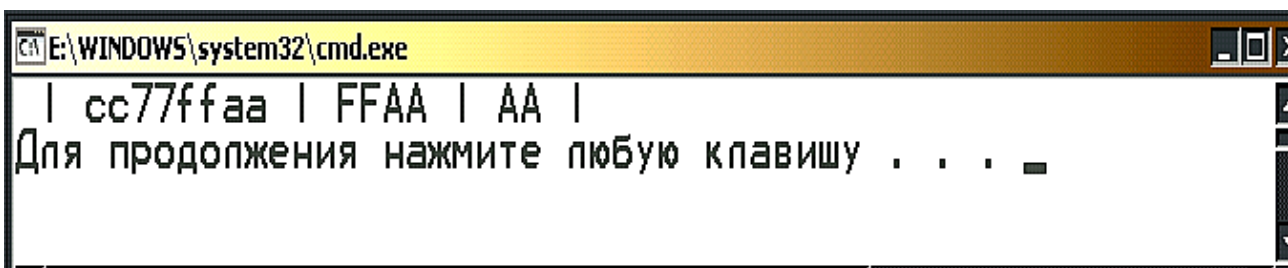 E:\WINDOWS\system32\cmd.exe
| cc77ffaa | FFAA | AA |
Для продолжения нажмите любую клавишу . . .